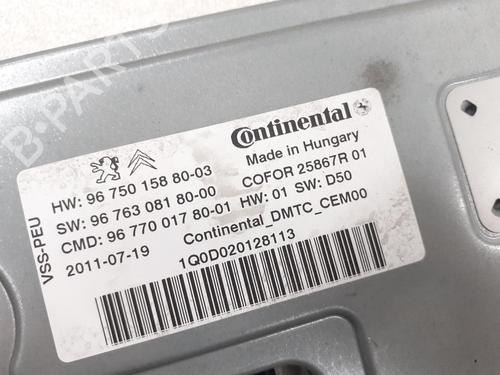 B-PARTS
Continental
Made in Hungary
COFOR 25867R 01
VSS-PEU
HW: 96 750 158 80-03
SW: 96 763 081 80-00
CMD: 96 770 017 80-01 HW: 01 SW: D50
2011-07-19 Continental_DMTC_CEM00
1Q0D020128113